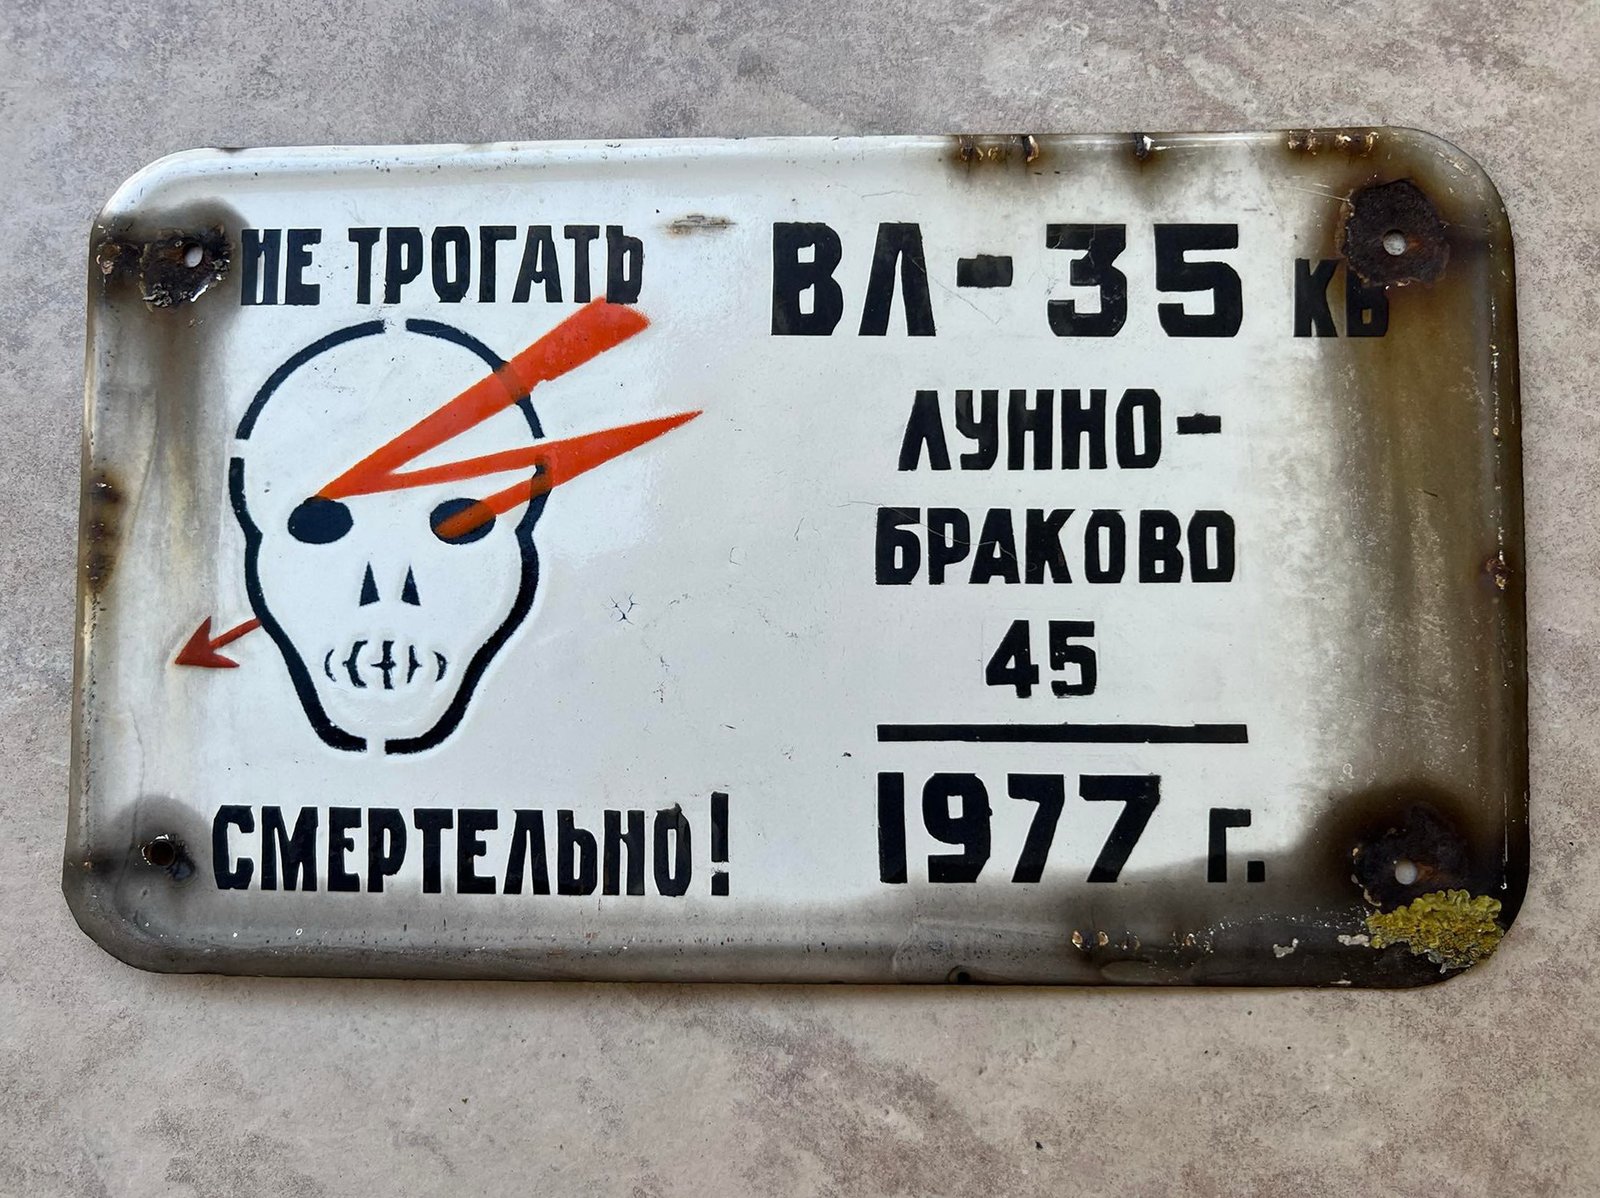 НЕ ТРОГАТЬ
СМЕРТЕЛЬНО!
ВЛ-35 кв
ЛУННО-
БРАКОВО
45
1977 г.